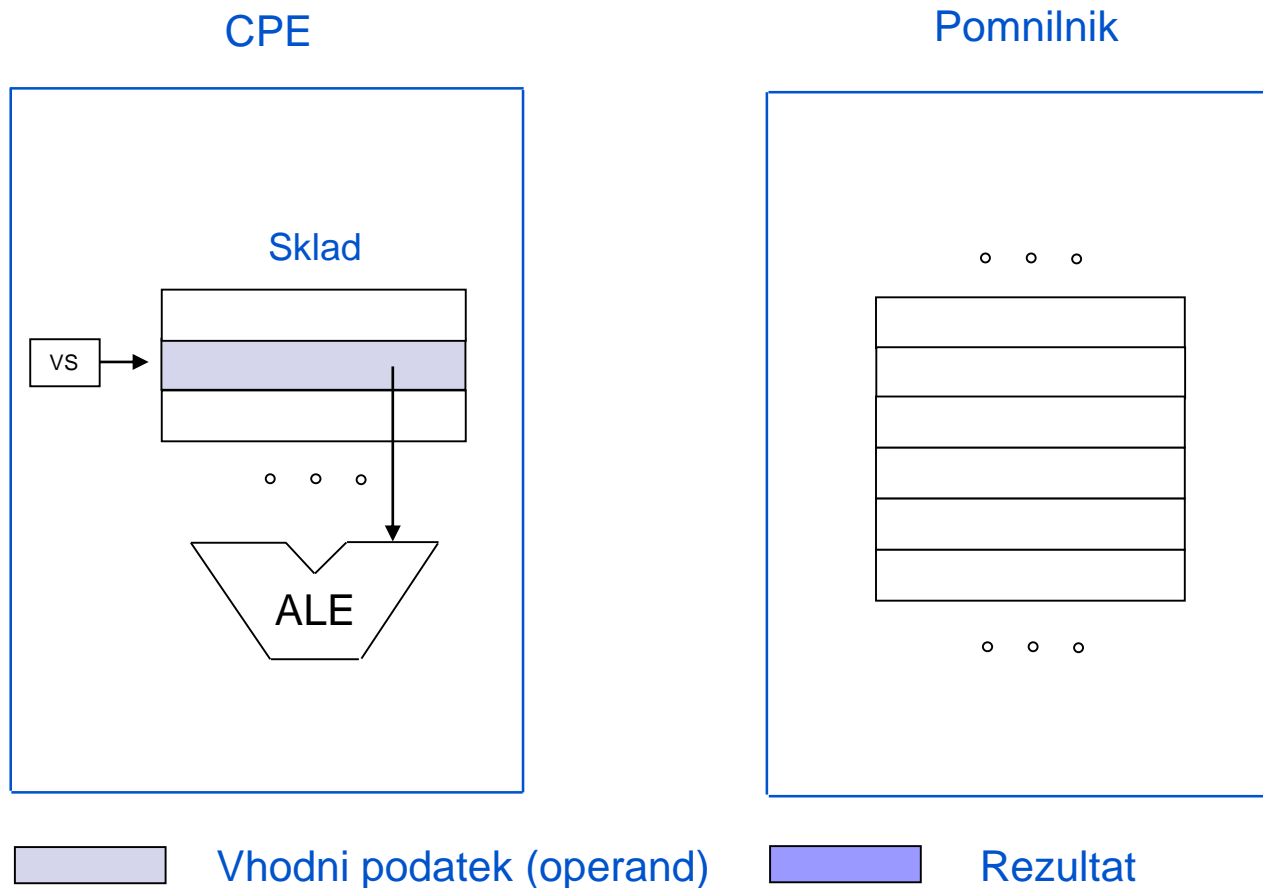 CPE
Pomnilnik
Sklad
VS
ALE
Vhodni podatek (operand)
Rezultat